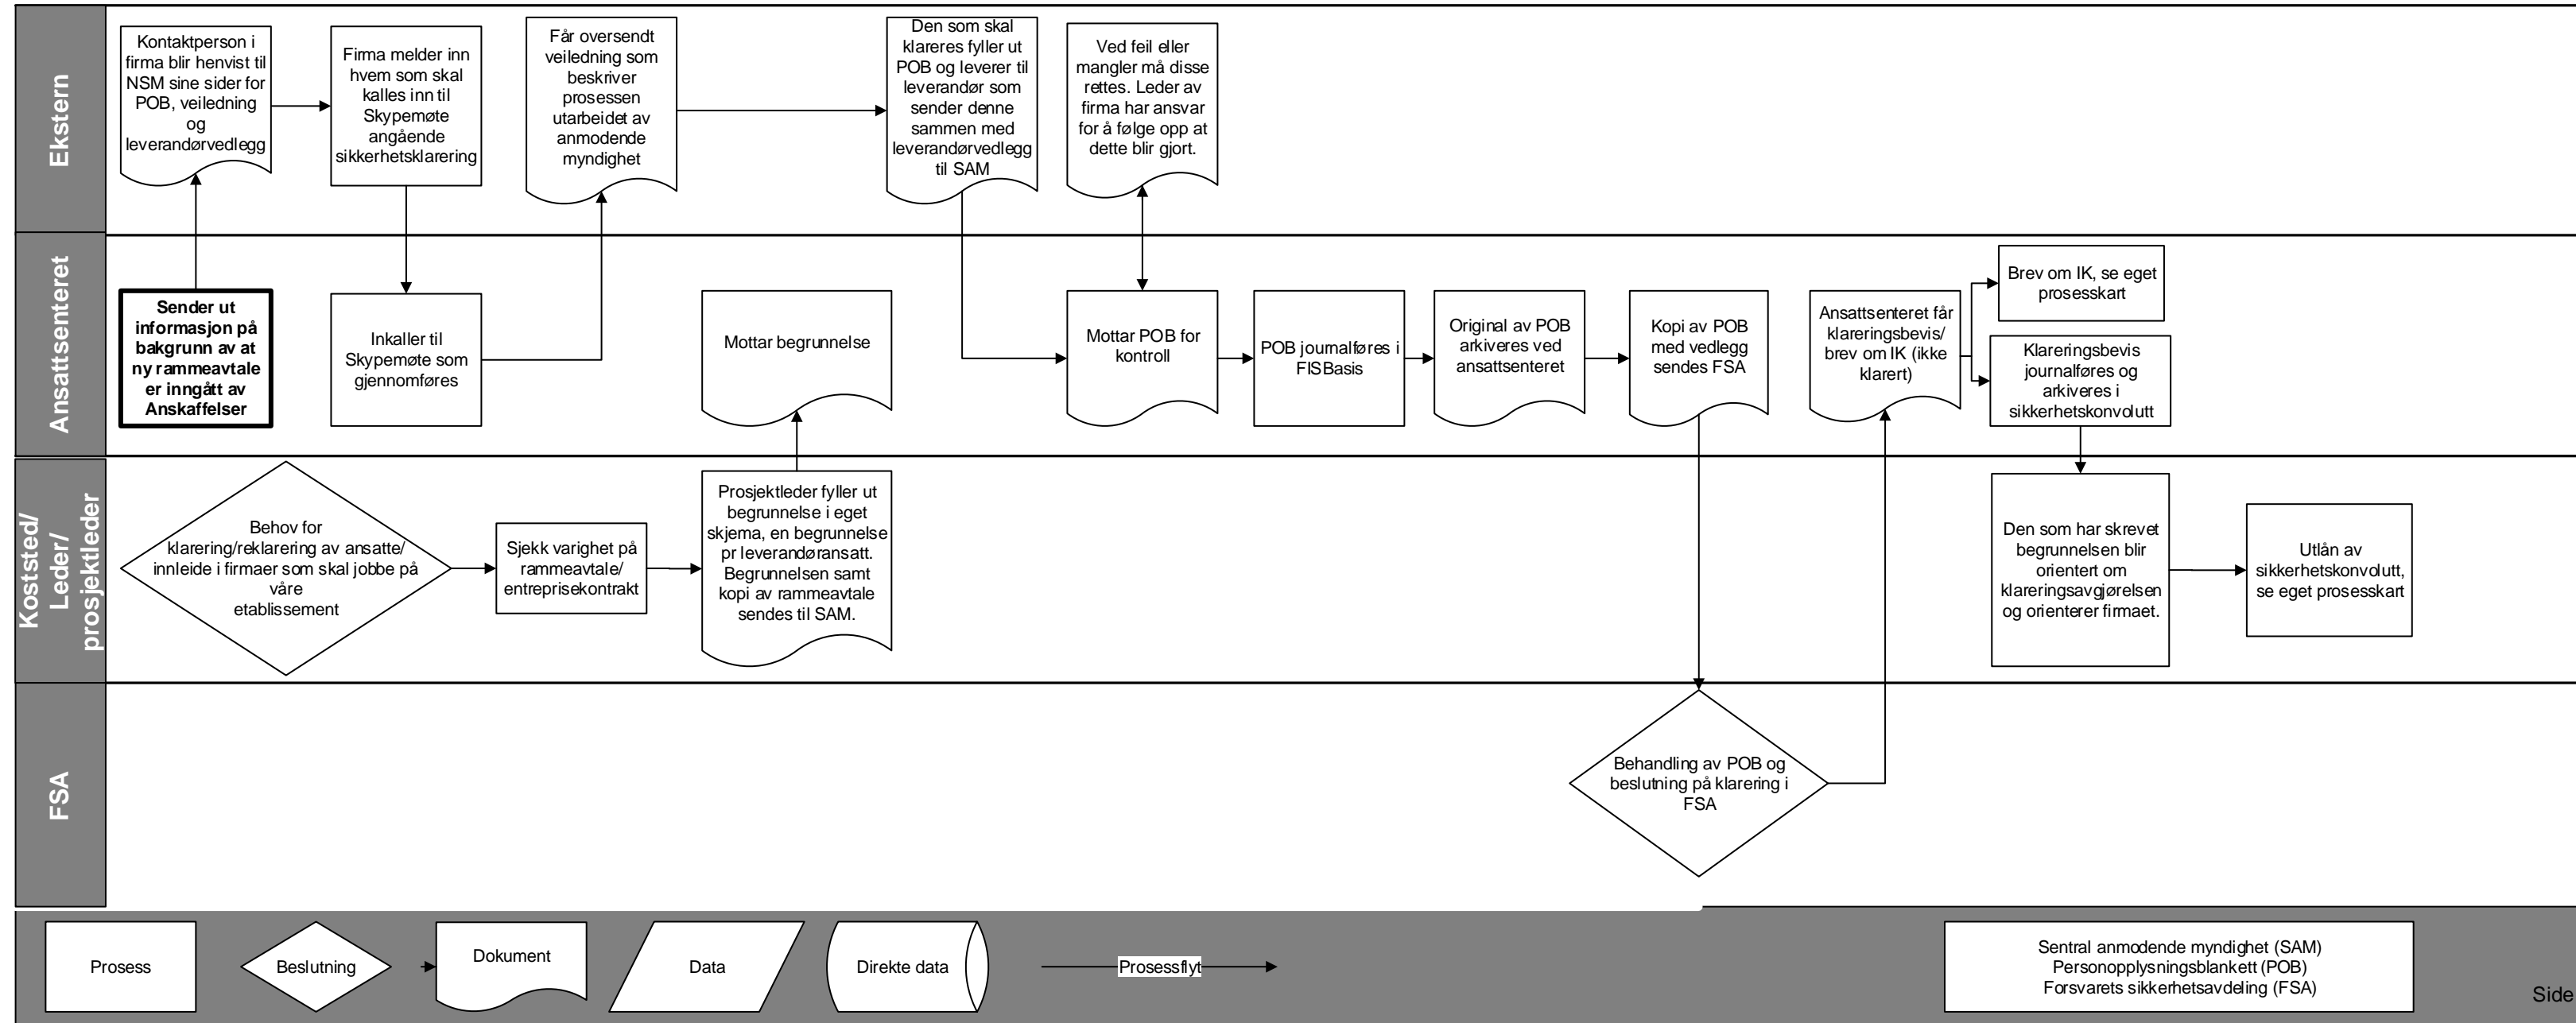 Ekstern
Kontaktperson i
firma blir henvist til
NSM sine sider for
POB, veiledning
og
leverandørvedlegg
Firma melder inn
hvem som skal
kalles inn til
Skypemøte
angående
sikkerhetsklarering
Får oversendt
veiledning som
beskriver
prosessen
utarbeidet av
anmodende
myndighet
Den som skal
klareres fyller ut
POB og leverer til
leverandør som
sender denne
sammen med
leverandørvedlegg
til SAM
Ved feil eller
mangler må disse
rettes. Leder av
firma har ansvar
for å følge opp at
dette blir gjort.
Ansattsenteret
Sender ut
informasjon på
bakgrunn av at
ny rammeavtale
er inngått av
Anskaffelser
Inkaller til
Skypemøte som
gjennomføres
Mottar begrunnelse
Mottar POB for
kontroll
POB journalføres i
FISBasis
Original av POB
arkiveres ved
ansattsenteret
Kopi av POB
med vedlegg
sendes FSA
Ansattsenteret får
klareringsbevis/
brev om IK (ikke
klarert)
Brev om IK, se eget
prosesskart
Klareringsbevis
journalføres og
arkiveres i
sikkerhetskonvolutt
Koststed/
Leder/
prosjektleder
Behov for
klarering/reklarering av ansatte/
innleide i firmaer som skal jobbe på
våre
etablissement
Sjekk varighet på
rammeavtale/
entreprisekontrakt
Prosjektleder fyller ut
begrunnelse i eget
skjema, en begrunnelse
pr leverandøransatt.
Begrunnelsen samt
kopi av rammeavtale
sendes til SAM.
Den som har skrevet
begrunnelsen blir
orientert om
klareringsavgjørelsen
og orienterer firmaet.
Utlån av
sikkerhetskonvolutt,
se eget prosesskart
FSA
Behandling av POB og
beslutning på klarering i
FSA
Prosess
Beslutning
Dokument
Data
Direkte data
Prosessflyt
Sentral anmodende myndighet (SAM)
Personopplysningsblankett (POB)
Forsvarets sikkerhetsavdeling (FSA)
Side